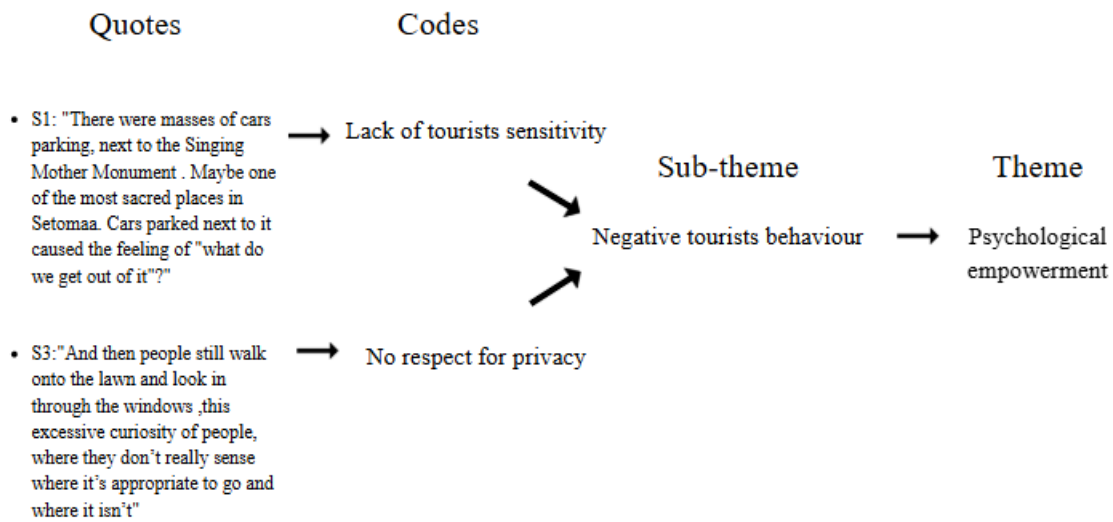 Quotes
Codes
• S1: "There were masses of cars
parking, next to the Singing
Mother Monument . Maybe one
of the most sacred places in
Setomaa. Cars parked next to it
caused the feeling of "what do
we get out of it"?"
Lack of tourists sensitivity
• S3:"And then people still walk
onto the lawn and look in
through the windows ,this
excessive curiosity of people,
where they don't really sense
where it's appropriate to go and
where it isn't"
No respect for privacy
Sub-theme
Negative tourists behaviour
Theme
Psychological
empowerment